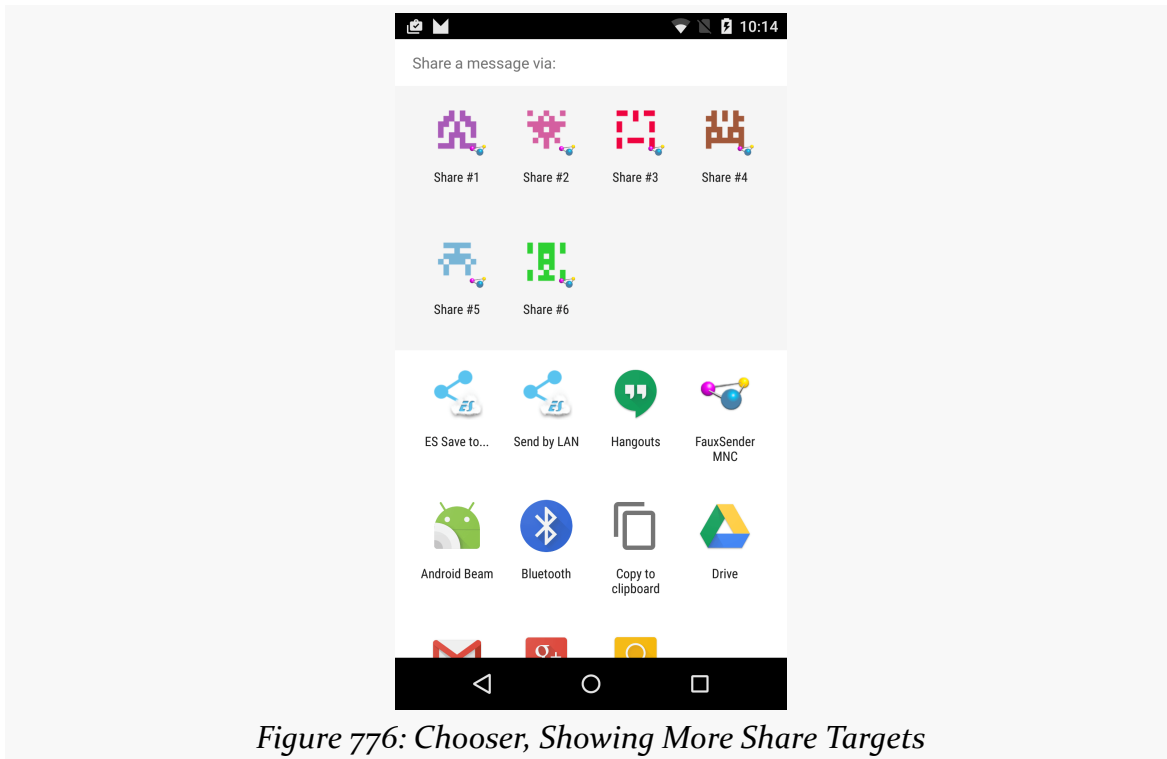 10:14
Share a message via:
Share #1 Share #2 Share #3 Share #4
Share #5 Share #6
ES ES
ES Save to... Send by LAN Hangouts FauxSender
MNC
Android Beam Bluetooth Copy to Drive
clipboard
g+
Figure 776: Chooser, Showing More Share Targets